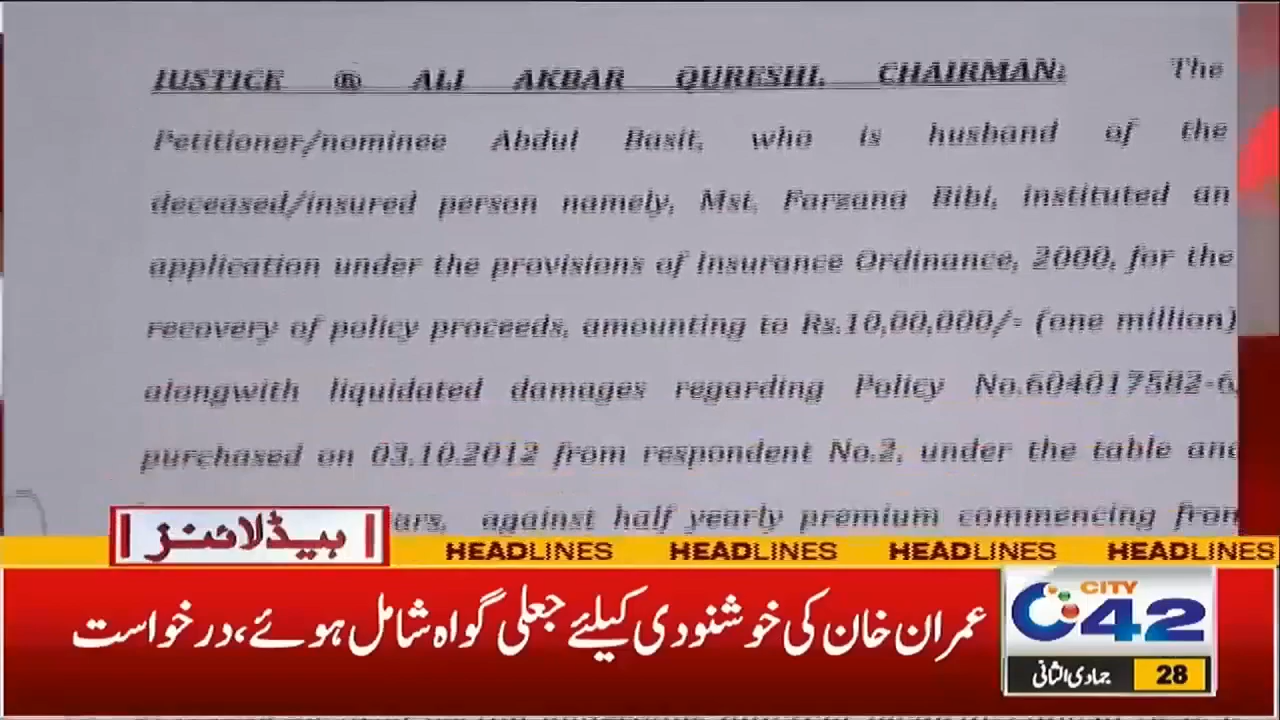 JUSTICE ® ALI AKBAR QURESHI, CHAIRMAN: The
Petitioner/nominee Abdul Basit, who is husband of the
deceased/insured person namely, Mst. Farzana Bibi, instituted an
application under the provisions of Insurance Ordinance, 2000, for the
recovery of policy proceeds, amounting to Rs.10,00,000/- (one million)
alongwith liquidated damages regarding Policy No.604017582-6,
purchased on 03.10.2012 from respondent No.2, under the table and
against half yearly premium commencing from
ہیڈلائنز
HEADLINES HEADLINES HEADLINES HEADLINES
عمران خان کی خوشنودی کیلئے جعلی گواہ شامل ہوئے، درخواست
CITY
42
جمادی الثانی 28